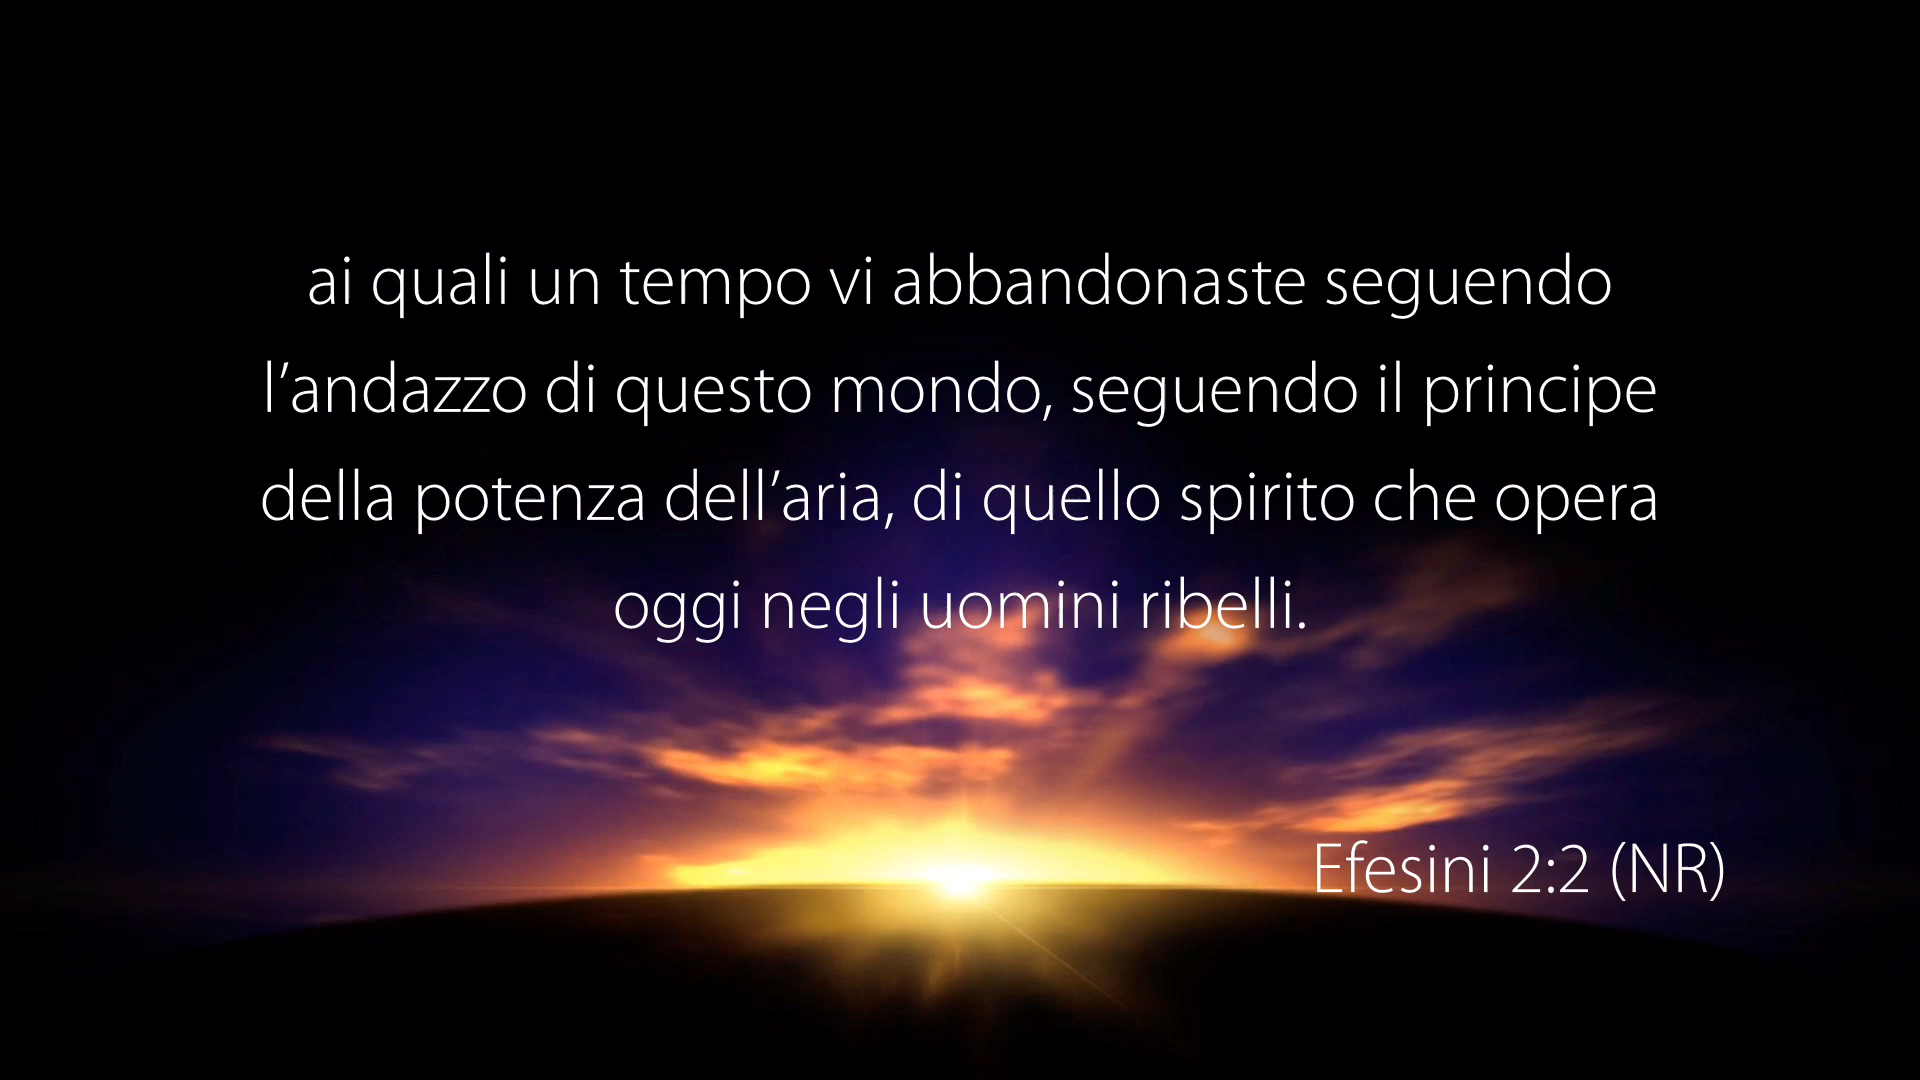 ai quali un tempo vi abbandonaste seguendo
l’andazzo di questo mondo, seguendo il principe
della potenza dell’aria, di quello spirito che opera
oggi negli uomini ribelli.
Efesini 2:2 (NR)